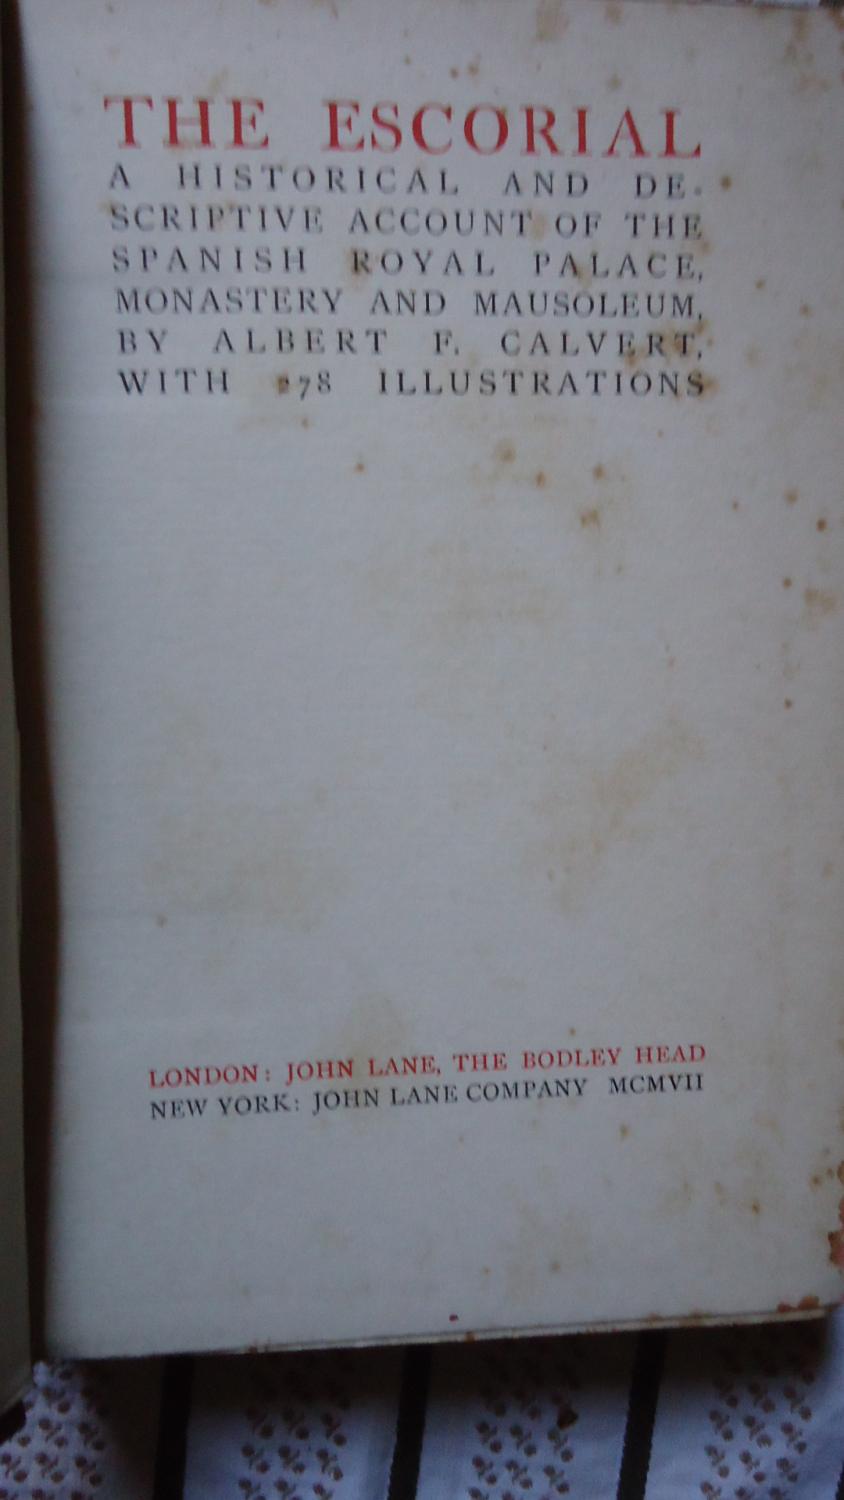 THE ESCORIAL
A HISTORICAL AND DE-
SCRIPTIVE ACCOUNT OF THE
SPANISH ROYAL PALACE,
MONASTERY AND MAUSOLEUM,
BY ALBERT F. CALVERT,
WITH 278 ILLUSTRATIONS
LONDON: JOHN LANE, THE BODLEY HEAD
NEW YORK: JOHN LANE COMPANY MCMVII